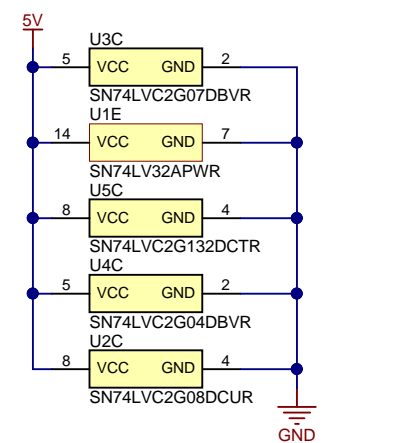 5V
U3C
5 VCC GND 2
SN74LVC2G07DBVR
U1E
14 VCC GND 7
SN74LV32APWR
U5C
8 VCC GND 4
SN74LVC2G132DCTR
U4C
5 VCC GND 2
SN74LVC2G04DBVR
U2C
8 VCC GND 4
SN74LVC2G08DCUR
GND